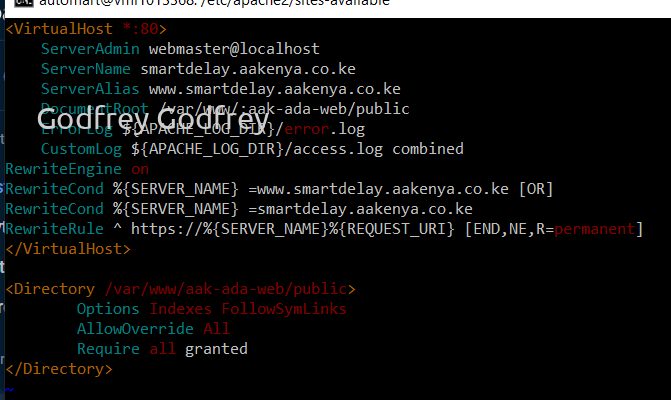 automart@vmi1013368: /etc/apache2/sites-available
<VirtualHost *:80>
ServerAdmin webmaster@localhost
ServerName smartdelay.aakenya.co.ke
ServerAlias www.smartdelay.aakenya.co.ke
DocumentRoot /var/www/:aak-ada-web/public
Godfrey Godfrey
ErrorLog ${APACHE_LOG_DIR}/error.log
CustomLog ${APACHE_LOG_DIR}/access.log combined
RewriteEngine on
RewriteCond %{SERVER_NAME} =www.smartdelay.aakenya.co.ke [OR]
RewriteCond %{SERVER_NAME} =smartdelay.aakenya.co.ke
RewriteRule ^ https://%{SERVER_NAME}%{REQUEST_URI} [END,NE,R=permanent]
</VirtualHost>
<Directory /var/www/aak-ada-web/public>
Options Indexes FollowSymLinks
AllowOverride All
Require all granted
</Directory>
~